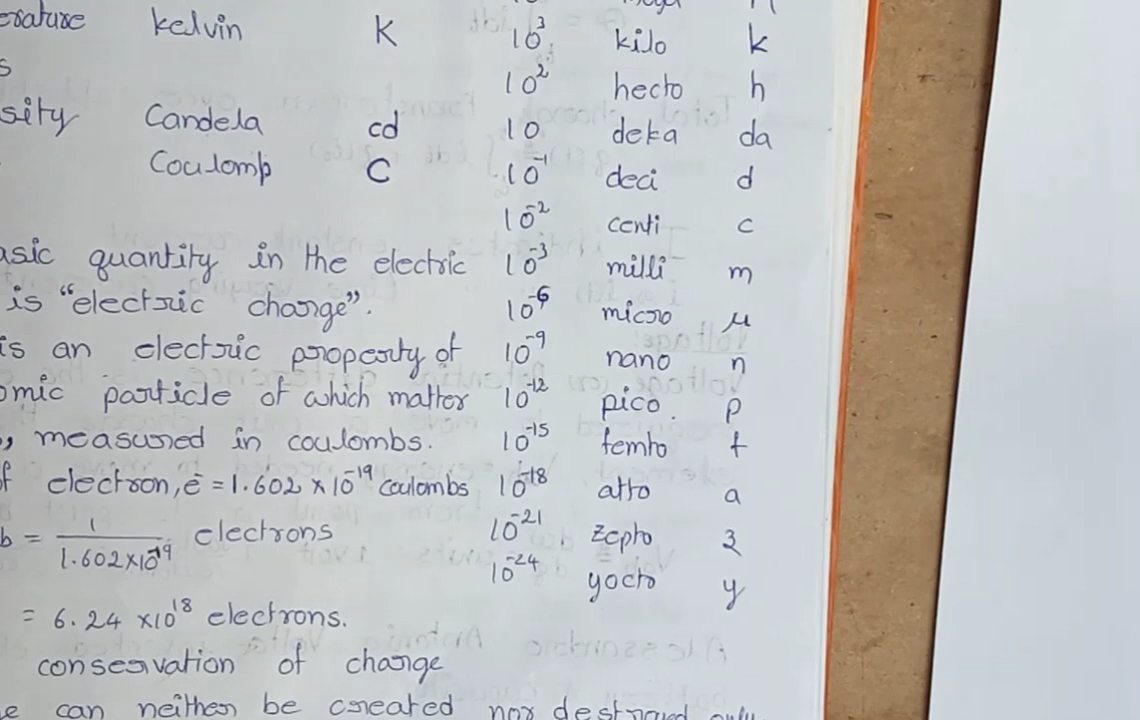 kelvin K 10³ kilo k
10² hecto h
sity Candela cd 10 deka da
Coulomb C 10⁻¹ deci d
10⁻² centi c
asic quantity in the electric 10⁻³ milli m
is "electric charge". 10⁻⁶ micro μ
is an electric property of 10⁻⁹ nano n
omic particle of which matter 10⁻¹² pico p
, measured in coulombs. 10⁻¹⁵ femto f
f electron, e⁻ = 1.602 × 10⁻¹⁹ coulombs 10⁻¹⁸ atto a
b = 1 / 1.602×10⁻¹⁹ electrons 10⁻²¹ zepto z
10⁻²⁴ yocto y
= 6.24 ×10¹⁸ electrons.
conservation of charge
e can neither be created nor destroyed only